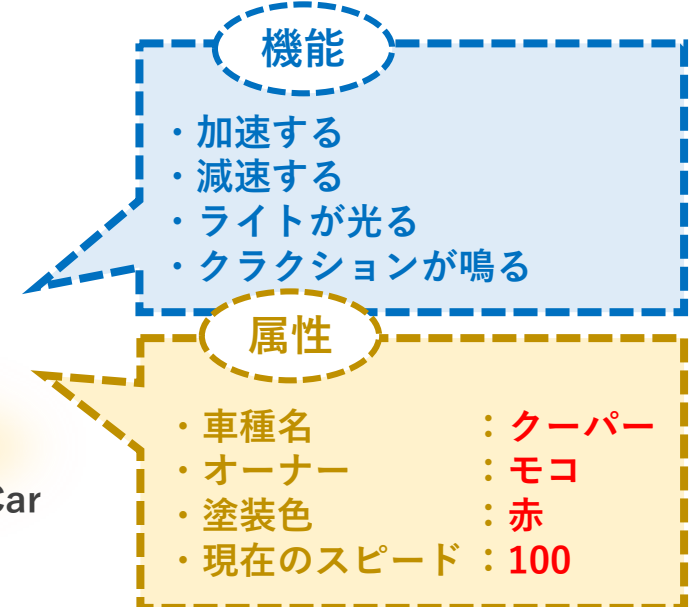 機能
・加速する
・減速する
・ライトが光る
・クラクションが鳴る
属性
・車種名 ：クーパー
・オーナー ：モコ
・塗装色 ：赤
・現在のスピード：100
Car